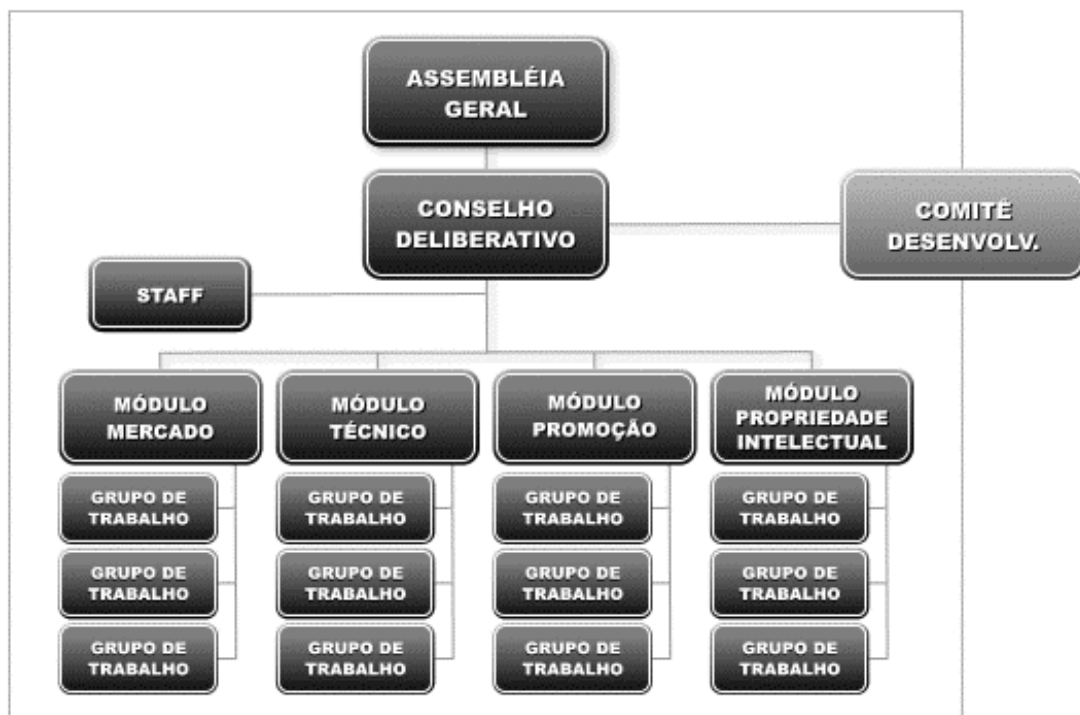 ASSEMBLÉIA
GERAL
CONSELHO
DELIBERATIVO
COMITÊ
DESENVOLV.
STAFF
MÓDULO
MERCADO
MÓDULO
TÉCNICO
MÓDULO
PROMOÇÃO
MÓDULO
PROPRIEDADE
INTELECTUAL
GRUPO DE
TRABALHO
GRUPO DE
TRABALHO
GRUPO DE
TRABALHO
GRUPO DE
TRABALHO
GRUPO DE
TRABALHO
GRUPO DE
TRABALHO
GRUPO DE
TRABALHO
GRUPO DE
TRABALHO
GRUPO DE
TRABALHO
GRUPO DE
TRABALHO
GRUPO DE
TRABALHO
GRUPO DE
TRABALHO